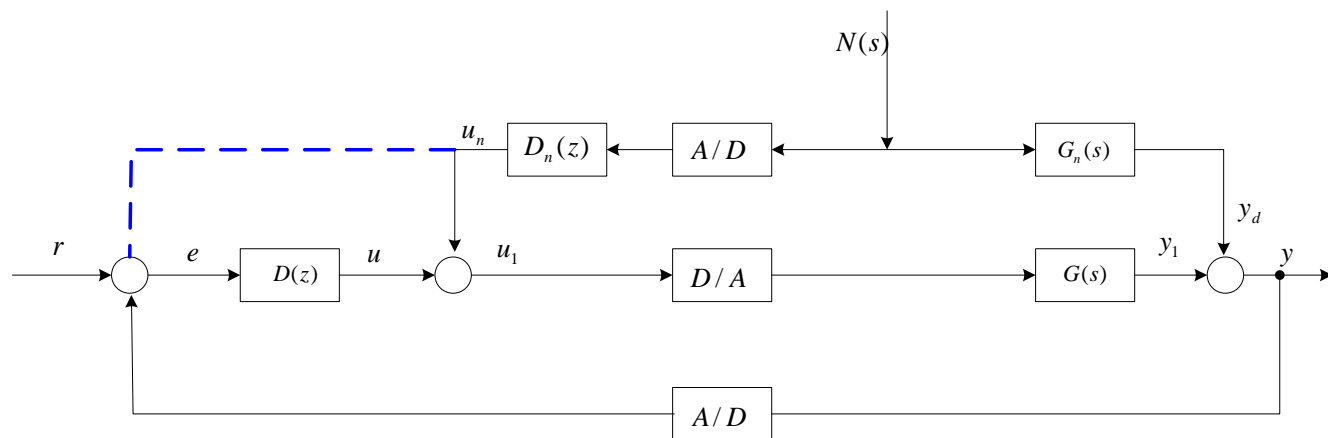 N(s)
u_n
D_n(z)
A/D
G_n(s)
y_d
r
e
D(z)
u
u_1
D/A
G(s)
y_1
y
A/D